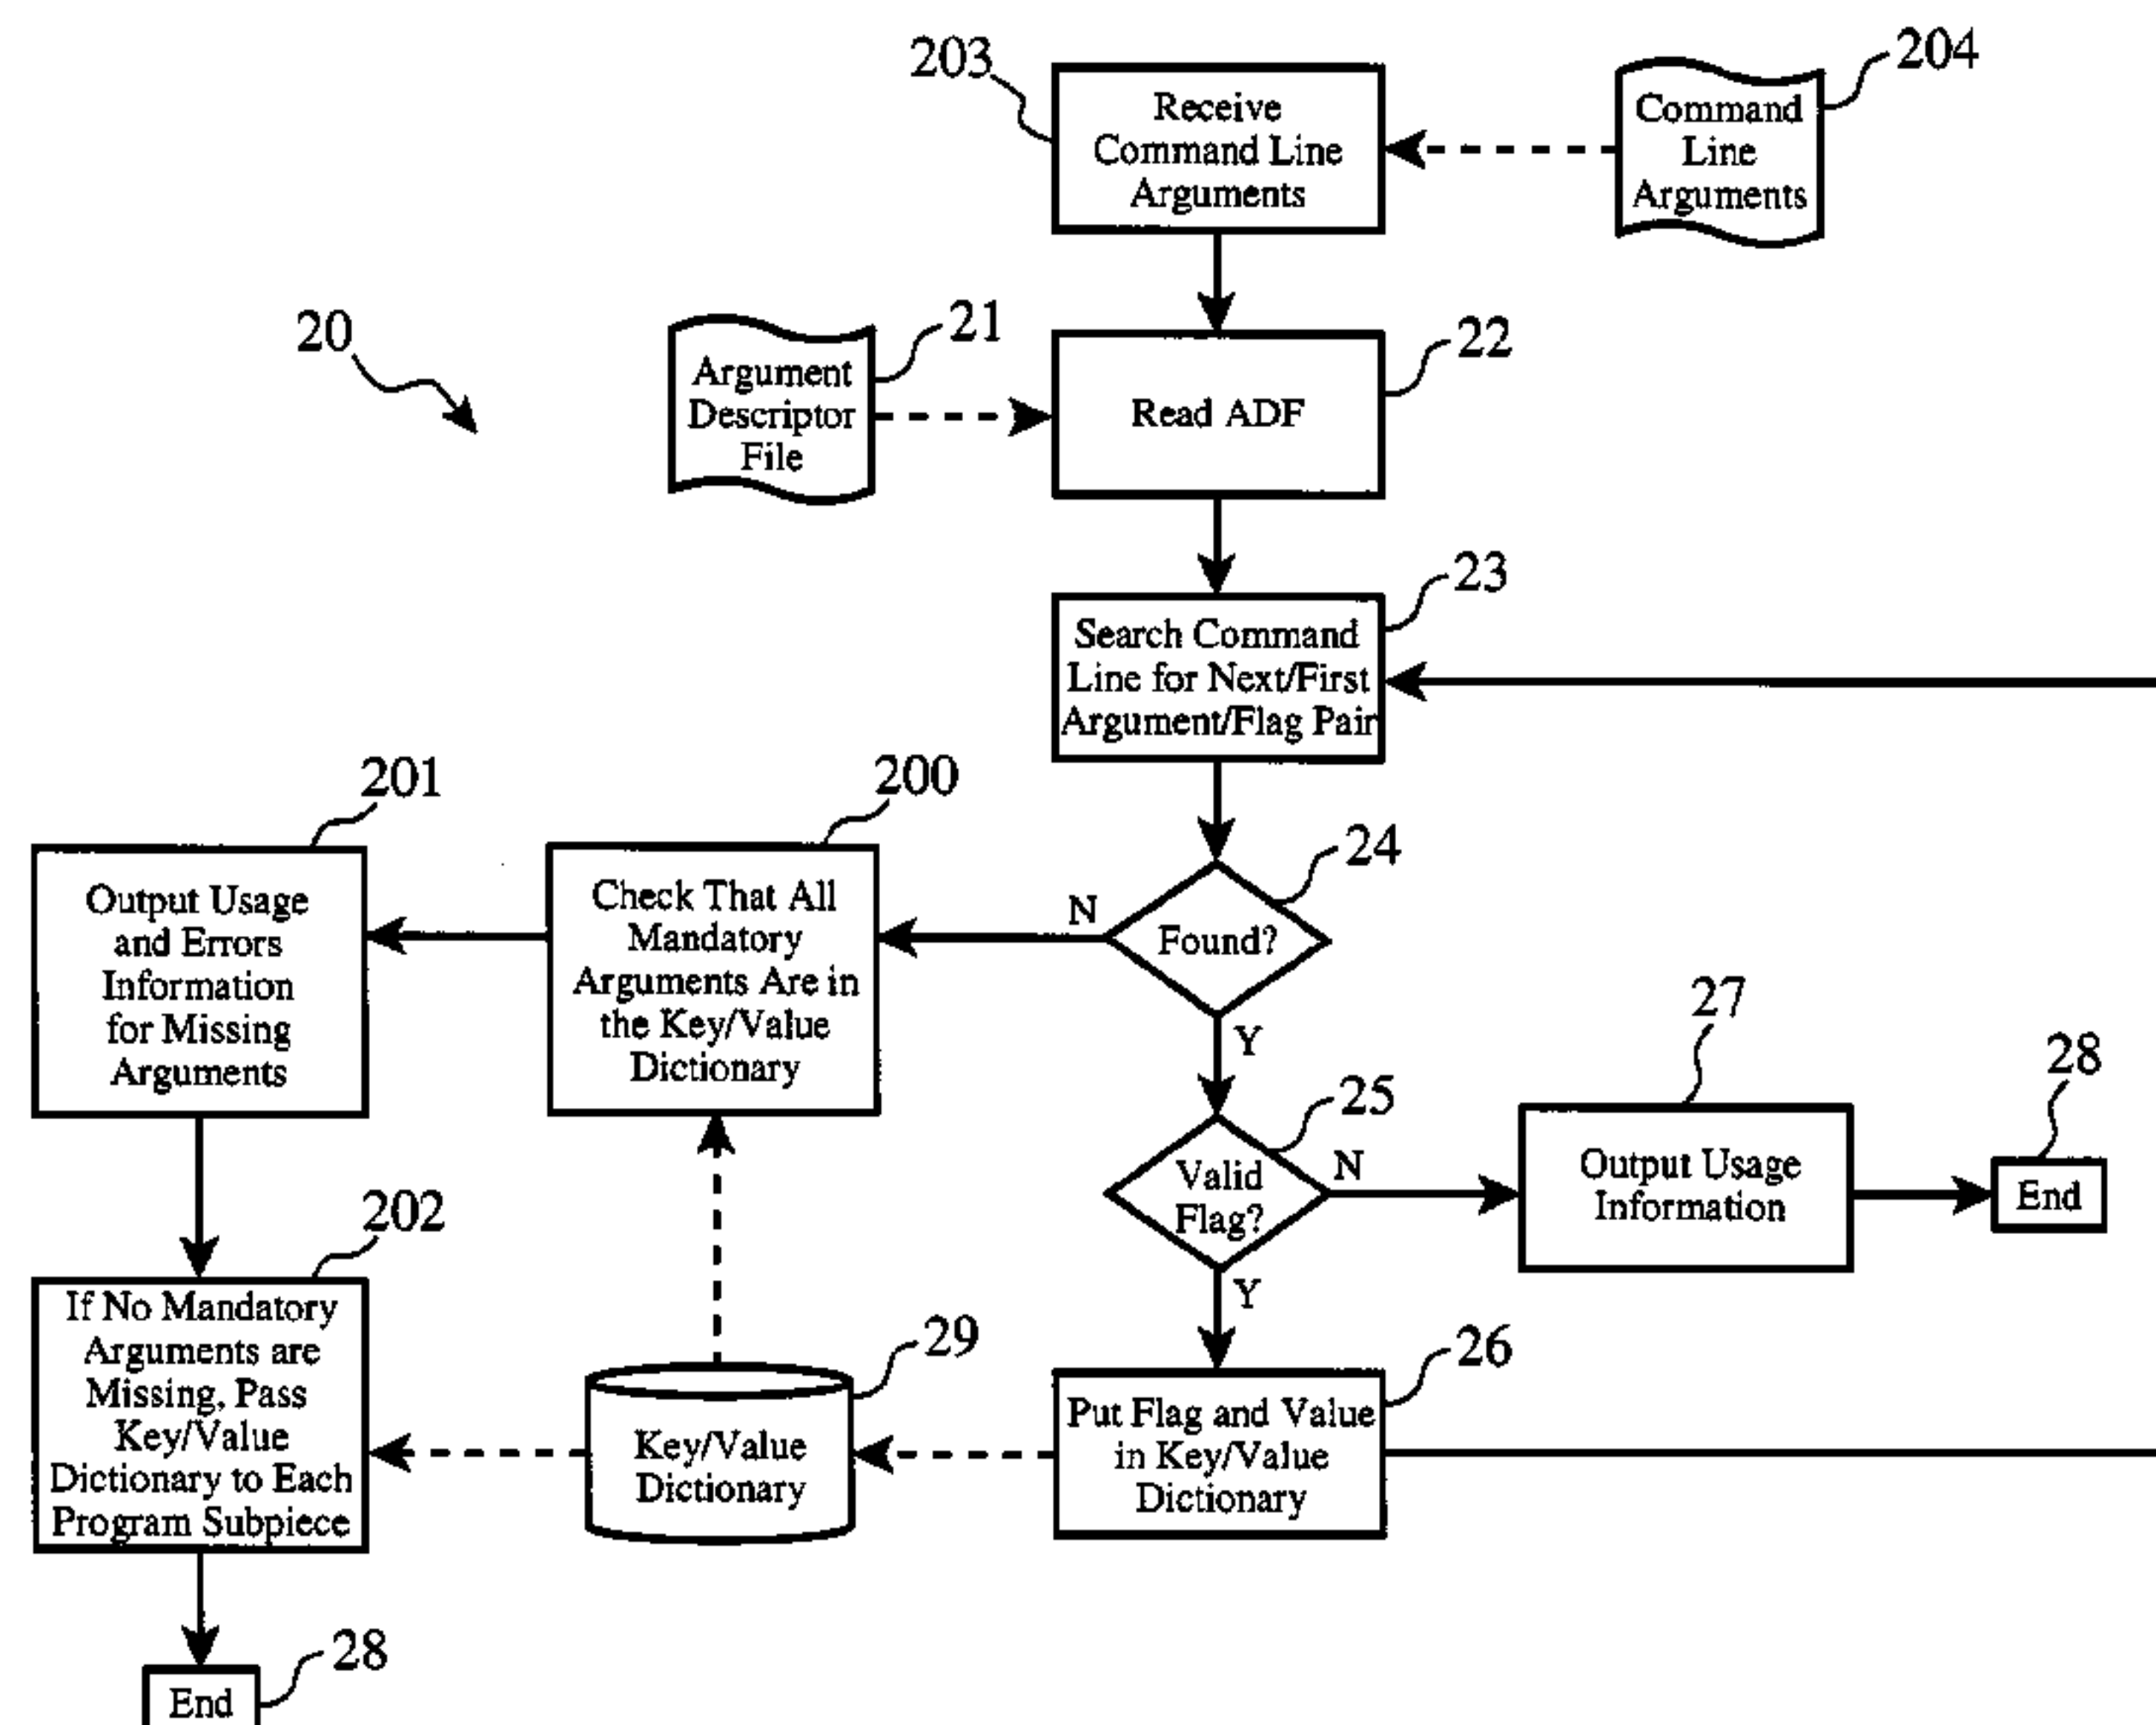 203
Receive
Command Line
Arguments
204
Command
Line
Arguments
20
21
Argument
Descriptor
File
22
Read ADF
23
Search Command
Line for Next/First
Argument/Flag Pair
201
Output Usage
and Errors
Information
for Missing
Arguments
200
Check That All
Mandatory
Arguments Are in
the Key/Value
Dictionary
N
24
Found?
Y
25
Valid
Flag?
N
27
Output Usage
Information
28
End
Y
202
If No Mandatory
Arguments are
Missing, Pass
Key/Value
Dictionary to Each
Program Subpiece
29
Key/Value
Dictionary
26
Put Flag and Value
in Key/Value
Dictionary
28
End